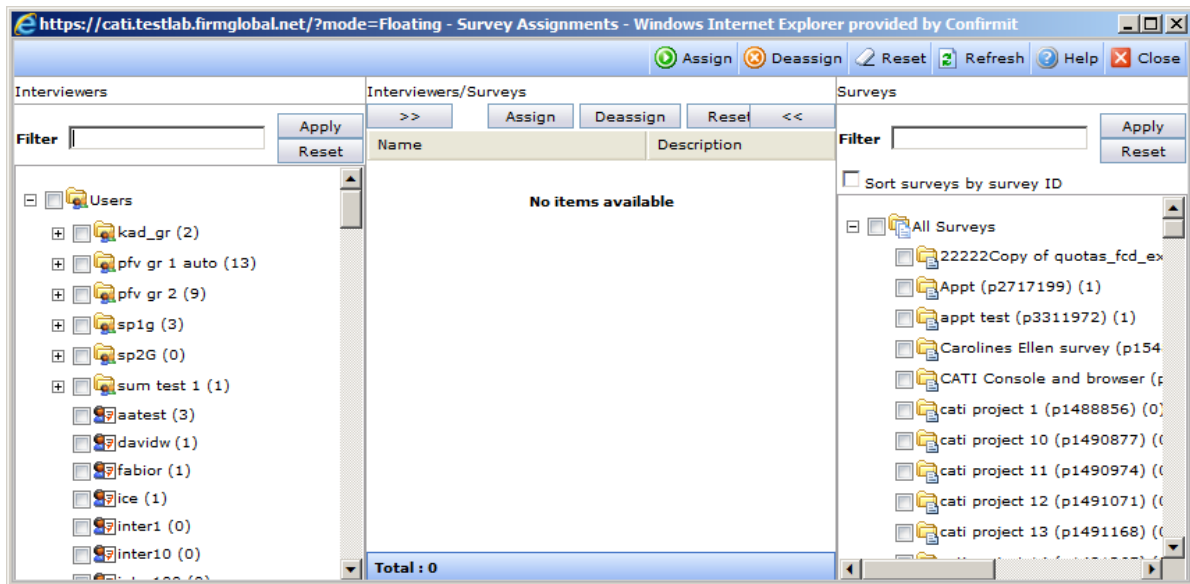 https://cati.testlab.firmglobal.net/?mode=Floating - Survey Assignments - Windows Internet Explorer provided by Confirmit
Assign Deassign Reset Refresh Help Close
Interviewers
Filter
Apply
Reset
Users
kad_gr (2)
pfv gr 1 auto (13)
pfv gr 2 (9)
sp1g (3)
sp2G (0)
sum test 1 (1)
aatest (3)
davidw (1)
fabior (1)
ice (1)
inter1 (0)
inter10 (0)
Interviewers/Surveys
>> Assign Deassign Reset <<
Name Description
No items available
Total : 0
Surveys
Filter
Apply
Reset
Sort surveys by survey ID
All Surveys
22222Copy of quotas_fcd_ex
Appt (p2717199) (1)
appt test (p3311972) (1)
Carolines Ellen survey (p154
CATI Console and browser (p
cati project 1 (p1488856) (0)
cati project 10 (p1490877) (0
cati project 11 (p1490974) (0
cati project 12 (p1491071) (0
cati project 13 (p1491168) (0